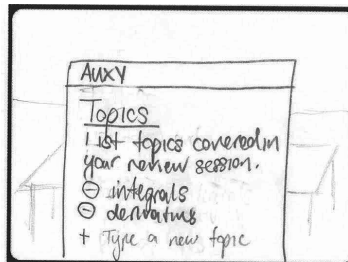 AUXY
Topics
List topics covered in
your review session.
⊖ integrals
⊖ derivatives
+ Type a new topic